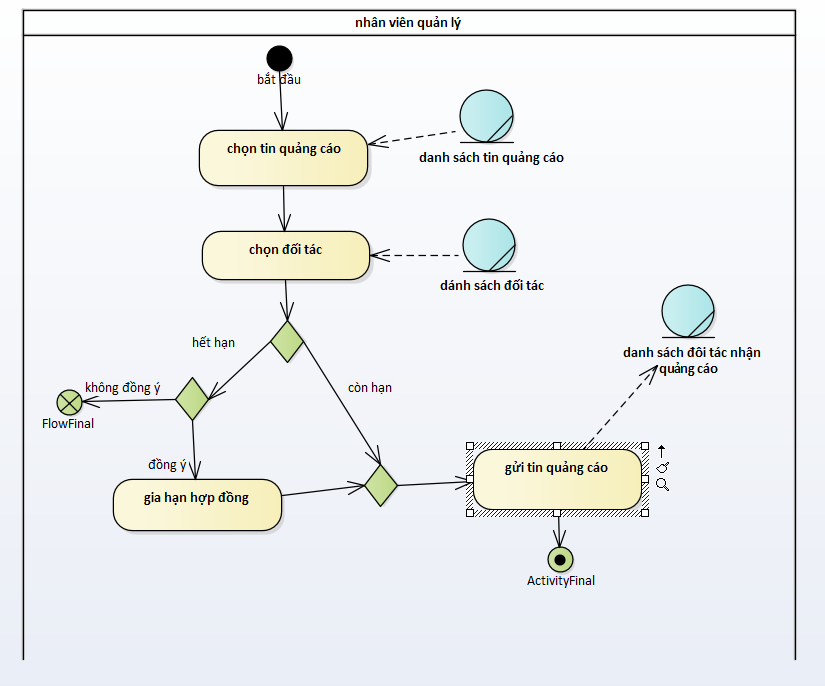 nhân viên quản lý
bắt đầu
chọn tin quảng cáo
danh sách tin quảng cáo
chọn đối tác
dánh sách đối tác
hết hạn
còn hạn
danh sách đôi tác nhận
quảng cáo
không đồng ý
FlowFinal
đồng ý
gia hạn hợp đồng
gửi tin quảng cáo
ActivityFinal